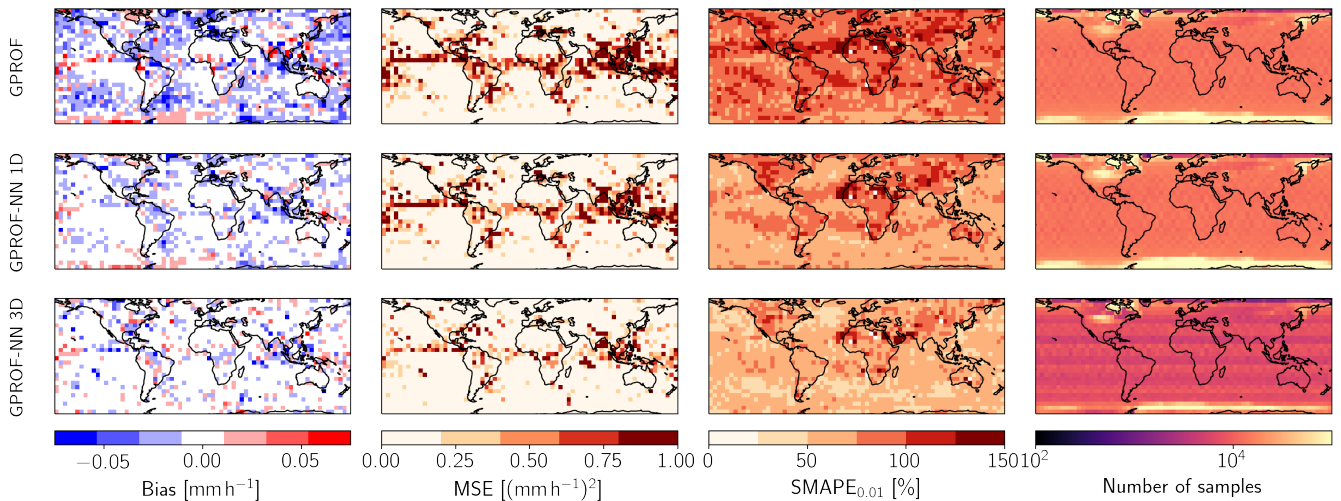 GPROF
GPROF-NN 1D
GPROF-NN 3D
−0.05 0.00 0.05
Bias [mm h⁻¹]
0.00 0.25 0.50 0.75 1.00
MSE [(mm h⁻¹)²]
0 50 100 150
SMAPE₀.₀₁ [%]
10² 10⁴
Number of samples